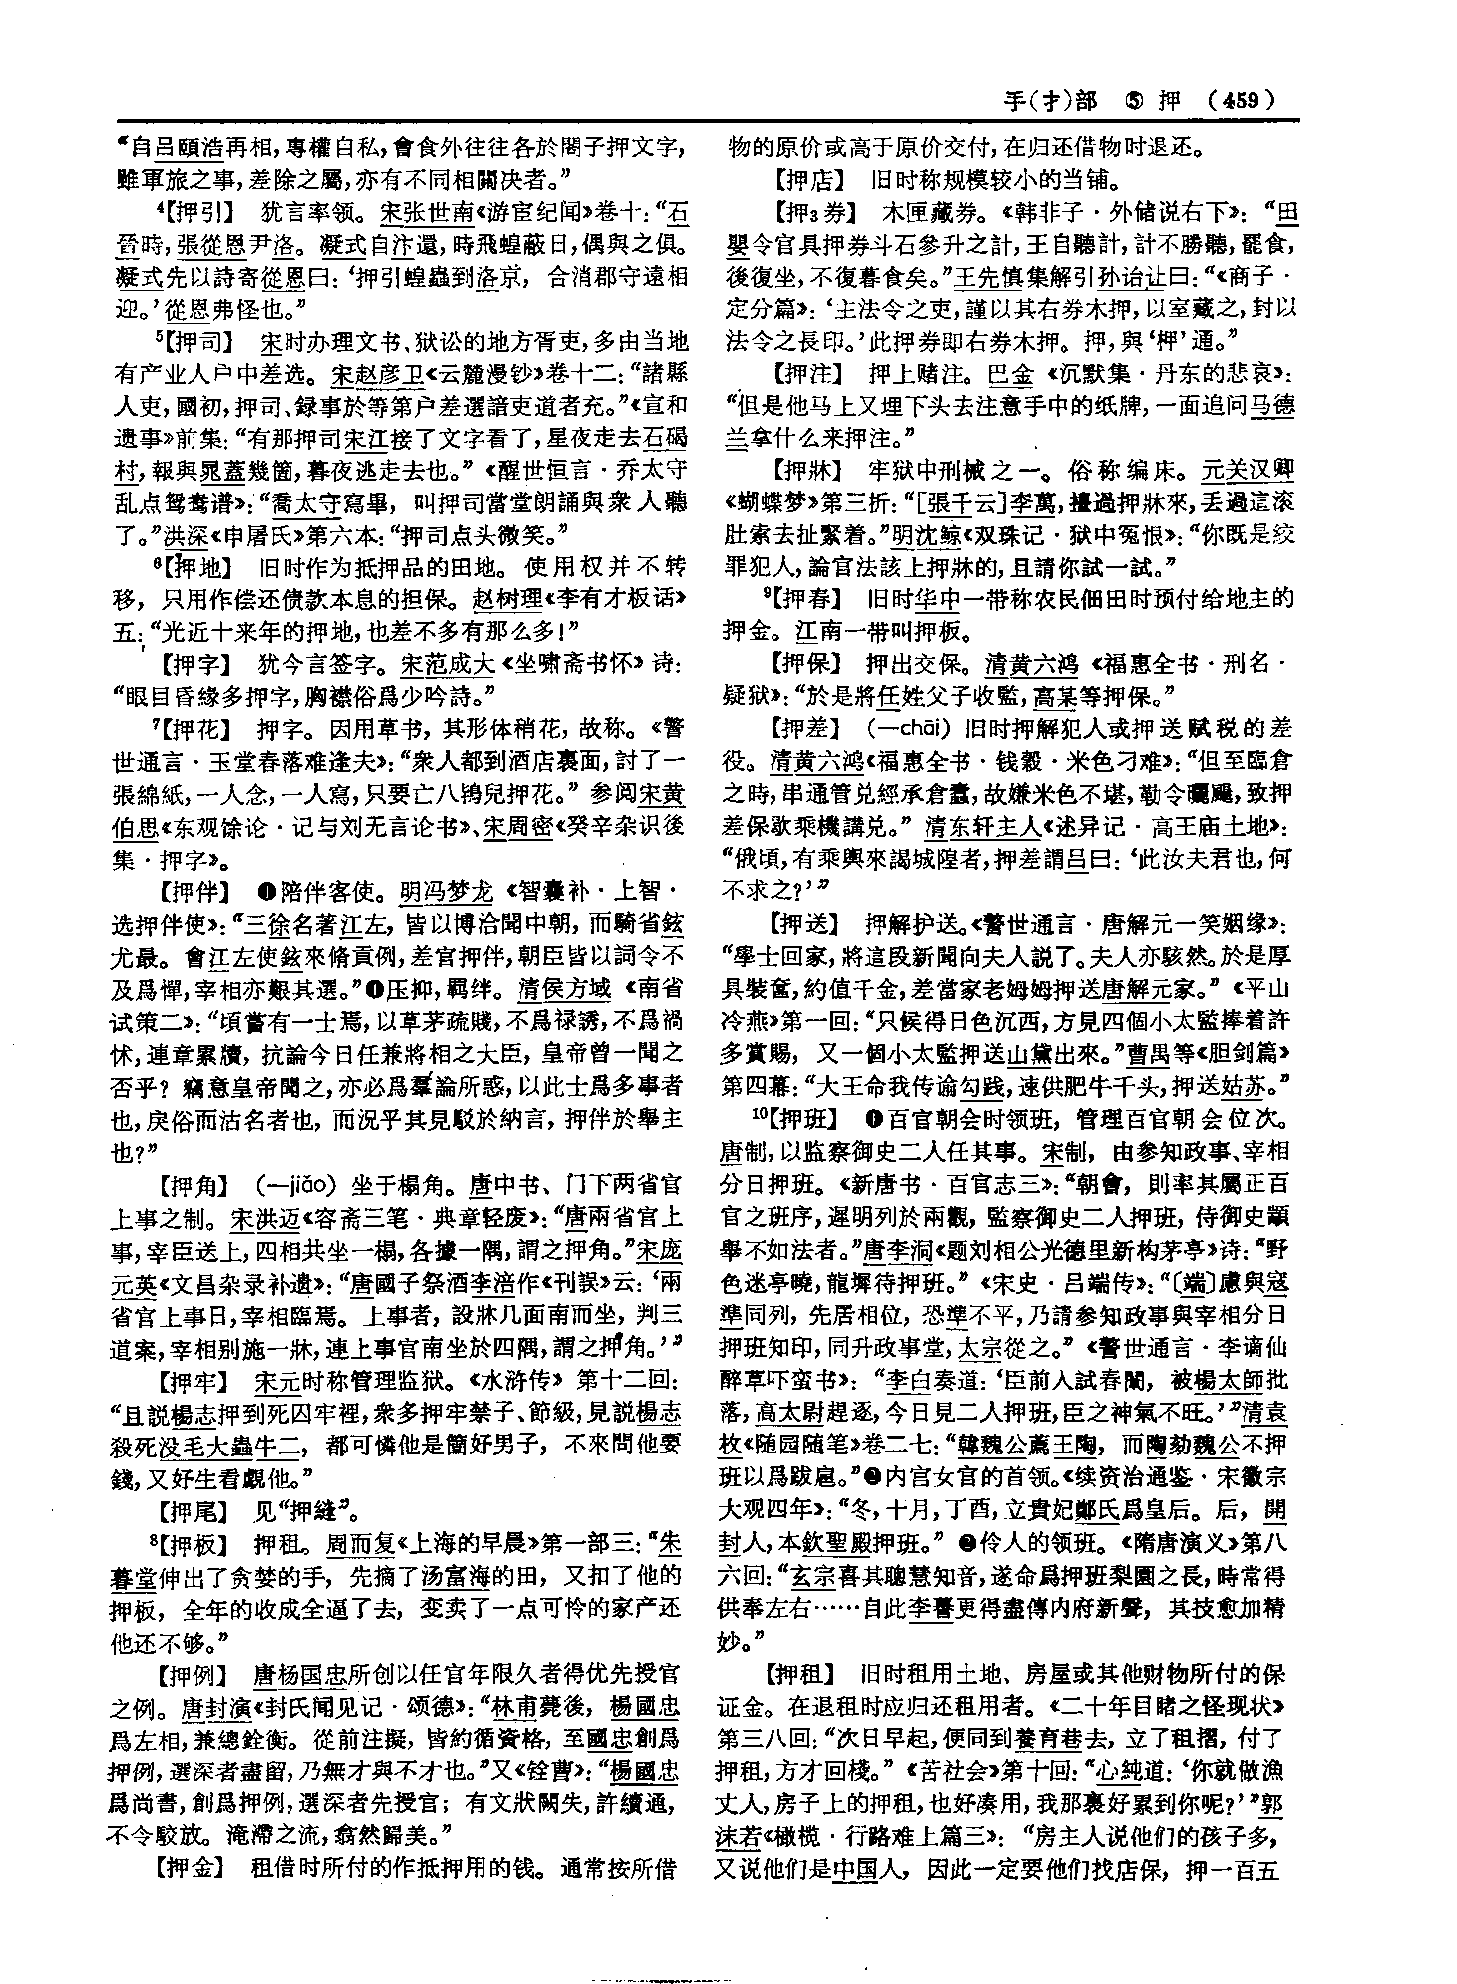 手(扌)部 ⑤ 押 (459)
“自吕頤浩再相,專權自私,會食外往往各於閣子押文字,
雖軍旅之事,差除之屬,亦有不同相關决者。”
⁴【押引】 犹言率领。宋张世南《游宦纪闻》卷十:“石
晉時,張從恩尹洛。凝式自汴還,時飛蝗蔽日,偶與之俱。
凝式先以詩寄從恩曰:‘押引蝗蟲到洛京, 合消郡守遠相
迎。’從恩弗怪也。”
⁵【押司】 宋时办理文书、狱讼的地方胥吏,多由当地
有产业人户中差选。宋赵彦卫《云麓漫钞》卷十二:“諸縣
人吏,國初,押司、録事於等第户差選諳吏道者充。”《宣和
遗事》前集:“有那押司宋江接了文字看了,星夜走去石碣
村,報與晁蓋幾箇,暮夜逃走去也。”《醒世恒言·乔太守
乱点鸳鸯谱》:“喬太守寫畢, 叫押司當堂朗誦與衆人聽
了。”洪深《申屠氏》第六本:“押司点头微笑。”
⁶【押地】 旧时作为抵押品的田地。使用权并不转
移, 只用作偿还债款本息的担保。赵树理《李有才板话》
五:“光近十来年的押地,也差不多有那么多!”
【押字】 犹今言签字。宋范成大《坐啸斋书怀》诗:
“眼目昏緣多押字,胸襟俗爲少吟詩。”
⁷【押花】 押字。因用草书,其形体稍花,故称。《警
世通言·玉堂春落难逢夫》:“衆人都到酒店裏面,討了一
張綿紙,一人念,一人寫,只要亡八鴇兒押花。” 参阅宋黄
伯思《东观馀论·记与刘无言论书》、宋周密《癸辛杂识後
集·押字》。
【押伴】 ❶陪伴客使。明冯梦龙《智囊补·上智·
选押伴使》:“三徐名著江左, 皆以博洽聞中朝, 而騎省鉉
尤最。會江左使鉉來脩貢例,差官押伴,朝臣皆以詞令不
及爲憚,宰相亦艱其選。”❶压抑,羁绊。清侯方域《南省
试策二》:“頃嘗有一士焉,以草茅疏賤,不爲禄誘,不爲禍
怵,連章累牘, 抗論今日任兼將相之大臣, 皇帝曾一聞之
否乎? 竊意皇帝聞之,亦必爲羣論所惑,以此士爲多事者
也,戾俗而沽名者也, 而況乎其見駁於納言, 押伴於舉主
也?”
【押角】 (—jiǎo) 坐于榻角。唐中书、门下两省官
上事之制。宋洪迈《容斋三笔·典章轻废》:“唐兩省官上
事,宰臣送上,四相共坐一榻,各據一隅,謂之押角。”宋庞
元英《文昌杂录补遗》:“唐國子祭酒李涪作《刊誤》云:‘兩
省官上事日,宰相臨焉。上事者, 設牀几面南而坐, 判三
道案,宰相别施一牀,連上事官南坐於四隅,謂之押角。’”
【押牢】 宋元时称管理监狱。《水浒传》 第十二回:
“且説楊志押到死囚牢裡,衆多押牢禁子、節級,見説楊志
殺死没毛大蟲牛二, 都可憐他是箇好男子, 不來問他要
錢,又好生看覷他。”
【押尾】 见“押縫”。
⁸【押板】 押租。周而复《上海的早晨》第一部三:“朱
暮堂伸出了贪婪的手, 先摘了汤富海的田, 又扣了他的
押板, 全年的收成全逼了去, 变卖了一点可怜的家产还
他还不够。”
【押例】 唐杨国忠所创以任官年限久者得优先授官
之例。唐封演《封氏闻见记·颂德》:“林甫薨後, 楊國忠
爲左相,兼總銓衡。從前注擬, 皆約循資格, 至國忠創爲
押例,選深者盡留,乃無才與不才也。”又《铨曹》:“楊國忠
爲尚書,創爲押例,選深者先授官; 有文狀闕失,許續通,
不令駮放。淹滯之流,翕然歸美。”
【押金】 租借时所付的作抵押用的钱。通常按所借
物的原价或高于原价交付,在归还借物时退还。
【押店】 旧时称规模较小的当铺。
【押₃券】 木匣藏券。《韩非子·外储说右下》: “田
嬰令官具押券斗石參升之計,王自聽計,計不勝聽,罷食,
後復坐,不復暮食矣。”王先慎集解引孙诒让曰:“《商子·
定分篇》:‘主法令之吏,謹以其右券木押,以室藏之,封以
法令之長印。’此押券即右券木押。押,與‘柙’通。”
【押注】 押上赌注。巴金《沉默集·丹东的悲哀》:
“但是他马上又埋下头去注意手中的纸牌,一面追问马德
兰拿什么来押注。”
【押牀】 牢狱中刑械之一。俗称编床。元关汉卿
《蝴蝶梦》第三折:“[張千云]李萬,擡過押牀來,丢過這滚
肚索去扯緊着。”明沈鲸《双珠记·狱中冤恨》:“你既是絞
罪犯人,論官法該上押牀的,且請你試一試。”
⁹【押舂】 旧时华中一带称农民佃田时预付给地主的
押金。江南一带叫押板。
【押保】 押出交保。清黄六鸿《福惠全书·刑名·
疑狱》:“於是將任姓父子收監,高某等押保。”
【押差】 (—chāi) 旧时押解犯人或押送赋税的差
役。清黄六鸿《福惠全书·钱穀·米色刁难》:“但至臨倉
之時,串通管兑經承倉蠹,故嫌米色不堪,勒令曬颺,致押
差保歇乘機講兑。” 清东轩主人《述异记·高王庙土地》:
“俄頃,有乘輿來謁城隍者,押差謂吕曰:‘此汝夫君也,何
不求之?’”
【押送】 押解护送。《警世通言·唐解元一笑姻缘》:
“學士回家,將這段新聞向夫人説了。夫人亦駭然。於是厚
具裝奩,約值千金,差當家老姆姆押送唐解元家。”《平山
冷燕》第一回:“只候得日色沉西,方見四個小太監捧着許
多賞賜, 又一個小太監押送山黛出來。”曹禺等《胆剑篇》
第四幕:“大王命我传谕勾践,速供肥牛千头,押送姑苏。”
¹⁰【押班】 ❶百官朝会时领班, 管理百官朝会位次。
唐制,以监察御史二人任其事。宋制, 由参知政事、宰相
分日押班。《新唐书·百官志三》:“朝會, 則率其屬正百
官之班序,遲明列於兩觀, 監察御史二人押班, 侍御史顓
舉不如法者。”唐李洞《题刘相公光德里新构茅亭》诗:“野
色迷亭曉,龍墀待押班。”《宋史·吕端传》:“〔端〕慮與寇
準同列, 先居相位, 恐準不平,乃請參知政事與宰相分日
押班知印,同升政事堂,太宗從之。”《警世通言·李谪仙
醉草吓蛮书》: “李白奏道:‘臣前入試春闈, 被楊太師批
落,高太尉趕逐,今日見二人押班,臣之神氣不旺。’”清袁
枚《随园随笔》卷二七:“韓魏公薦王陶, 而陶劾魏公不押
班以爲跋扈。”❷内宫女官的首领。《续资治通鉴·宋徽宗
大观四年》:“冬,十月,丁酉,立貴妃鄭氏爲皇后。后, 開
封人,本欽聖殿押班。” ❷伶人的领班。《隋唐演义》第八
六回:“玄宗喜其聰慧知音,遂命爲押班梨園之長,時常得
供奉左右……自此李謩更得盡傳内府新聲, 其技愈加精
妙。”
【押租】 旧时租用土地、房屋或其他财物所付的保
证金。在退租时应归还租用者。《二十年目睹之怪现状》
第三八回:“次日早起,便同到養育巷去, 立了租摺, 付了
押租,方才回棧。” 《苦社会》第十回:“心純道:‘你就做漁
丈人,房子上的押租,也好凑用,我那裏好累到你呢?’”郭
沫若《橄榄·行路难上篇三》: “房主人说他们的孩子多,
又说他们是中国人, 因此一定要他们找店保, 押一百五